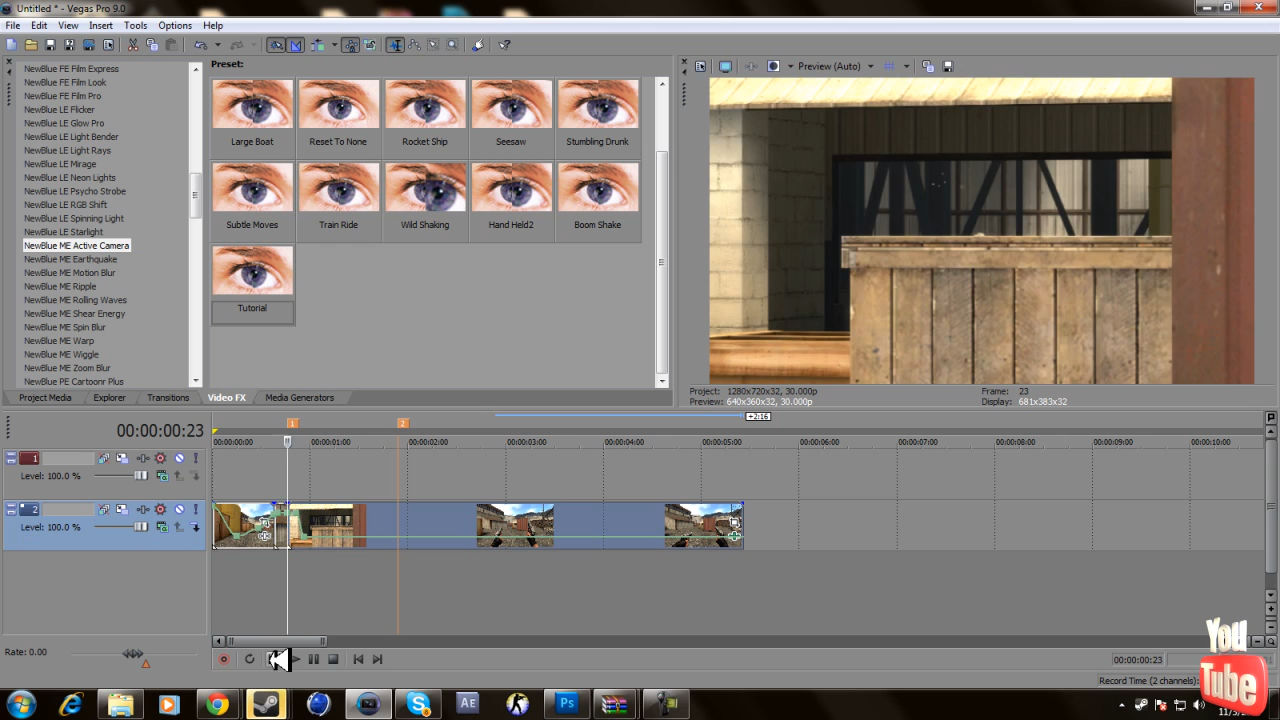 Untitled * - Vegas Pro 9.0
File Edit View Insert Tools Options Help
NewBlue FE Film Express
NewBlue FE Film Look
NewBlue FE Film Pro
NewBlue LE Flicker
NewBlue LE Glow Pro
NewBlue LE Light Bender
NewBlue LE Light Rays
NewBlue LE Mirage
NewBlue LE Neon Lights
NewBlue LE Psycho Strobe
NewBlue LE RGB Shift
NewBlue LE Spinning Light
NewBlue LE Starlight
NewBlue ME Active Camera
NewBlue ME Earthquake
NewBlue ME Motion Blur
NewBlue ME Ripple
NewBlue ME Rolling Waves
NewBlue ME Shear Energy
NewBlue ME Spin Blur
NewBlue ME Warp
NewBlue ME Wiggle
NewBlue ME Zoom Blur
NewBlue PE Cartoonr Plus
Preset:
Large Boat Reset To None Rocket Ship Seesaw Stumbling Drunk
Subtle Moves Train Ride Wild Shaking Hand Held2 Boom Shake
Tutorial
Preview (Auto)
Project: 1280x720x32, 30.000p Frame: 23
Preview: 640x360x32, 30.000p Display: 681x383x32
Project Media Explorer Transitions Video FX Media Generators
+2:16
00:00:00:23
1 2
00:00:00:00 00:00:01:00 00:00:02:00 00:00:03:00 00:00:04:00 00:00:05:00 00:00:06:00 00:00:07:00 00:00:08:00 00:00:09:00 00:00:10:00
1
Level: 100.0 %
2
Level: 100.0 %
Rate: 0.00
00:00:00:23
Record Time (2 channels):
You
Tube
AE
Ps